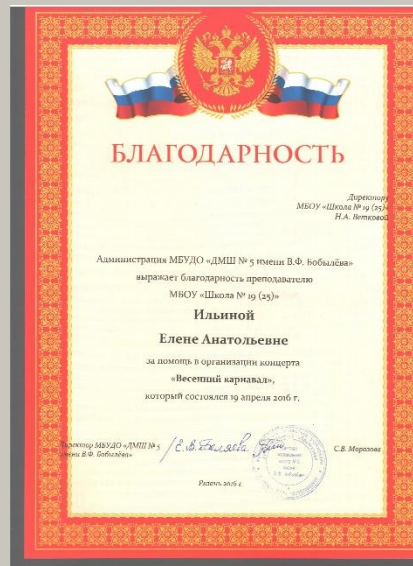 БЛАГОДАРНОСТЬ
Директору
МБОУ «Школа № 19 (25)»
Н.А. Ветковой
Администрация МБУДО «ДМШ № 5 имени В.Ф. Бобылёва»
выражает благодарность преподавателю
МБОУ «Школа № 19 (25)»
Ильиной
Елене Анатольевне
за помощь в организации концерта
«Весенний карнавал»,
который состоялся 19 апреля 2016 г.
Директор МБУДО «ДМШ № 5
имени В.Ф. Бобылёва»
С.В. Морозова
Рязань 2016 г.